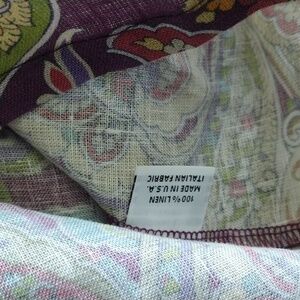 100% LINEN
MADE IN U.S.A.
ITALIAN FABRIC